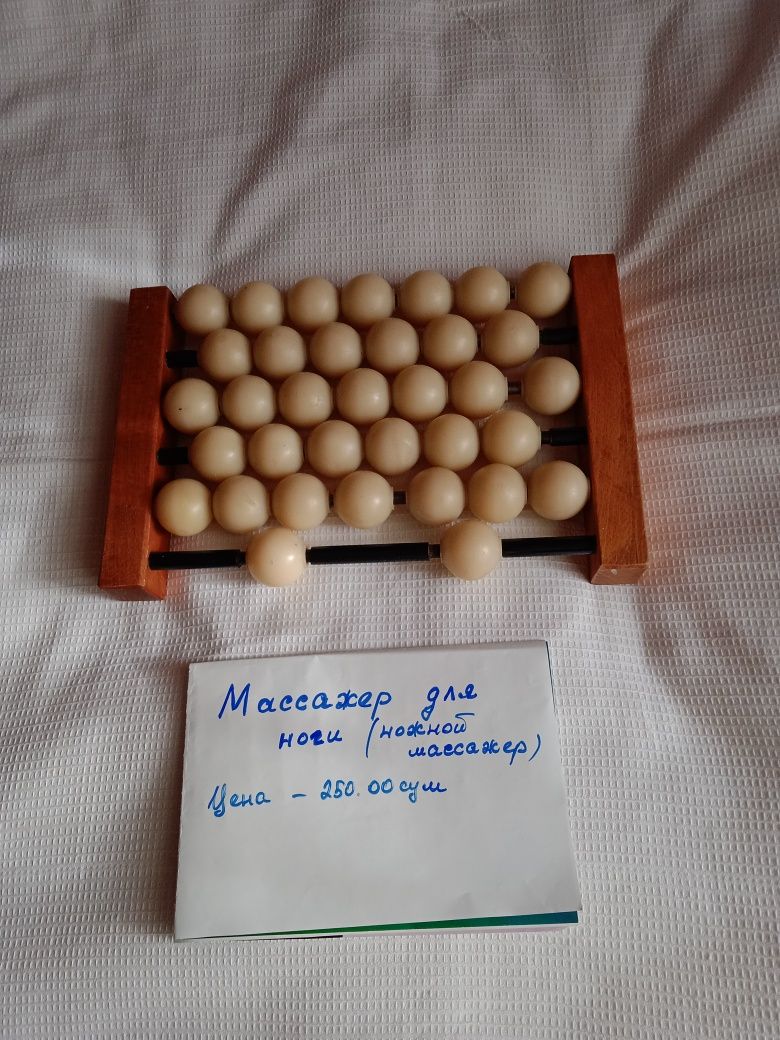 Массажер для
ноги (ножной
массажер)
Цена - 250.00 сум